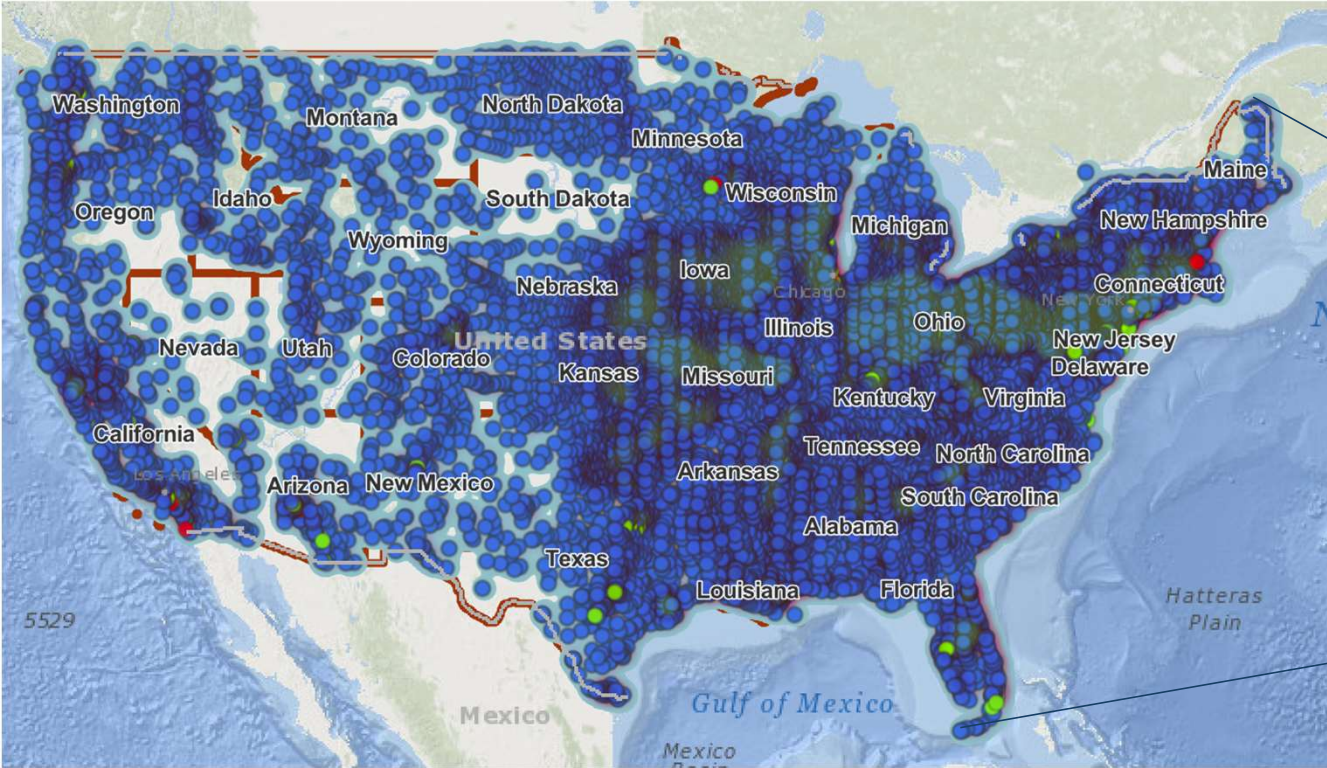 Washington
Montana
North Dakota
Minnesota
Maine
Oregon
Idaho
South Dakota
Wisconsin
Michigan
New Hampshire
Wyoming
Iowa
Nebraska
Chicago
Connecticut
New York
Illinois
Ohio
Nevada
Utah
Colorado
United States
New Jersey
Kansas
Missouri
Delaware
Kentucky
Virginia
California
Tennessee
North Carolina
Los Angeles
Arizona
New Mexico
Arkansas
South Carolina
Alabama
Texas
Louisiana
Florida
5529
Hatteras
Plain
Gulf of Mexico
Mexico
Mexico